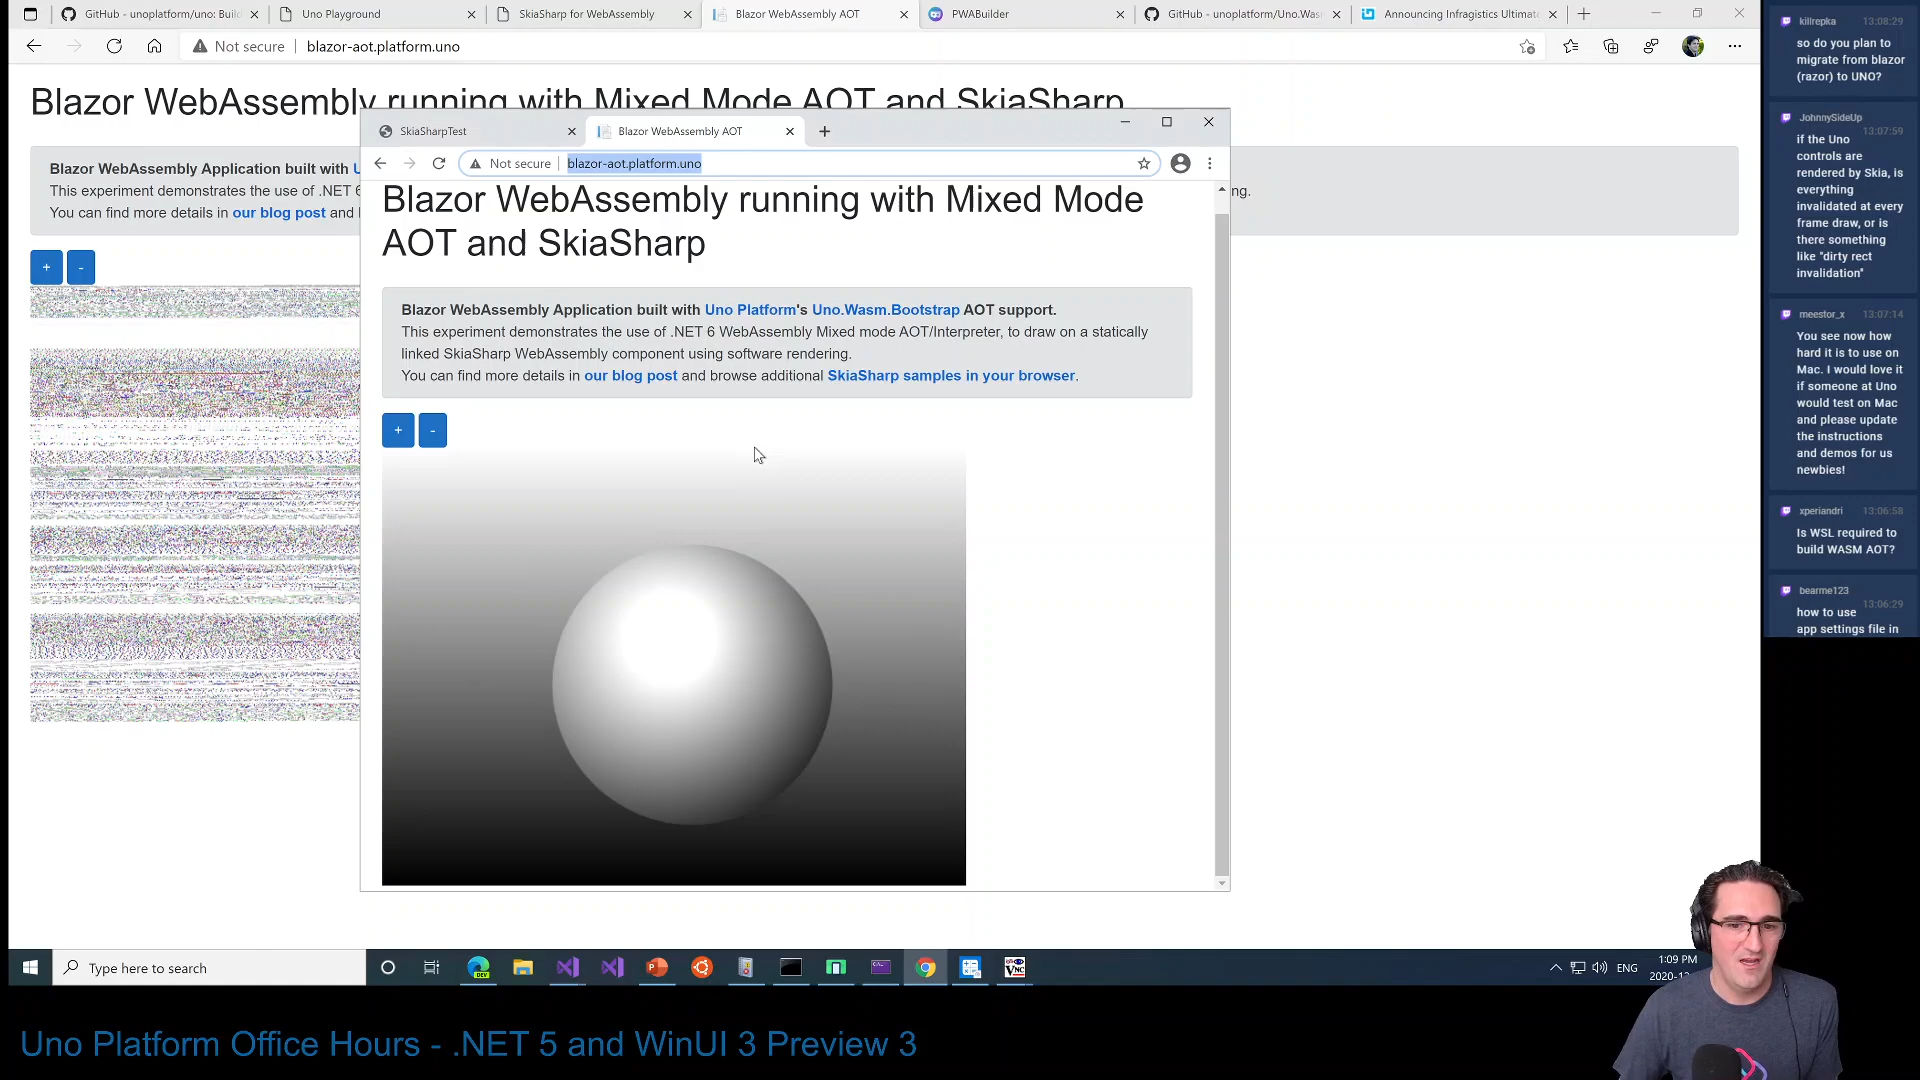 GitHub - unoplatform/uno: Buil
Uno Playground
SkiaSharp for WebAssembly
Blazor WebAssembly AOT
PWABuilder
GitHub - unoplatform/Uno.Wasm
Announcing Infragistics Ultimat
Not secure
blazor-aot.platform.uno
Blazor WebAssembly running with Mixed Mode AOT and SkiaSharp
Blazor WebAssembly Application built with U
This experiment demonstrates the use of .NET 6
ng.
You can find more details in our blog post and
+ -
SkiaSharpTest
Blazor WebAssembly AOT
Not secure
blazor-aot.platform.uno
Blazor WebAssembly running with Mixed Mode
AOT and SkiaSharp
Blazor WebAssembly Application built with Uno Platform's Uno.Wasm.Bootstrap AOT support.
This experiment demonstrates the use of .NET 6 WebAssembly Mixed mode AOT/Interpreter, to draw on a statically
linked SkiaSharp WebAssembly component using software rendering.
You can find more details in our blog post and browse additional SkiaSharp samples in your browser.
+ -
killrepka 13:08:29
so do you plan to
migrate from blazor
(razor) to UNO?
JohnnySideUp
13:07:59
if the Uno
controls are
rendered by Skia, is
everything
invalidated at every
frame draw, or is
there something
like "dirty rect
invalidation"
meestor_x 13:07:14
You see now how
hard it is to use on
Mac. I would love it
if someone at Uno
would test on Mac
and please update
the instructions
and demos for us
newbies!
xperiandri 13:06:58
Is WSL required to
build WASM AOT?
bearme123
13:06:29
how to use
app settings file in
Type here to search
DEV
VNC
ENG
1:09 PM
2020-1
Uno Platform Office Hours - .NET 5 and WinUI 3 Preview 3